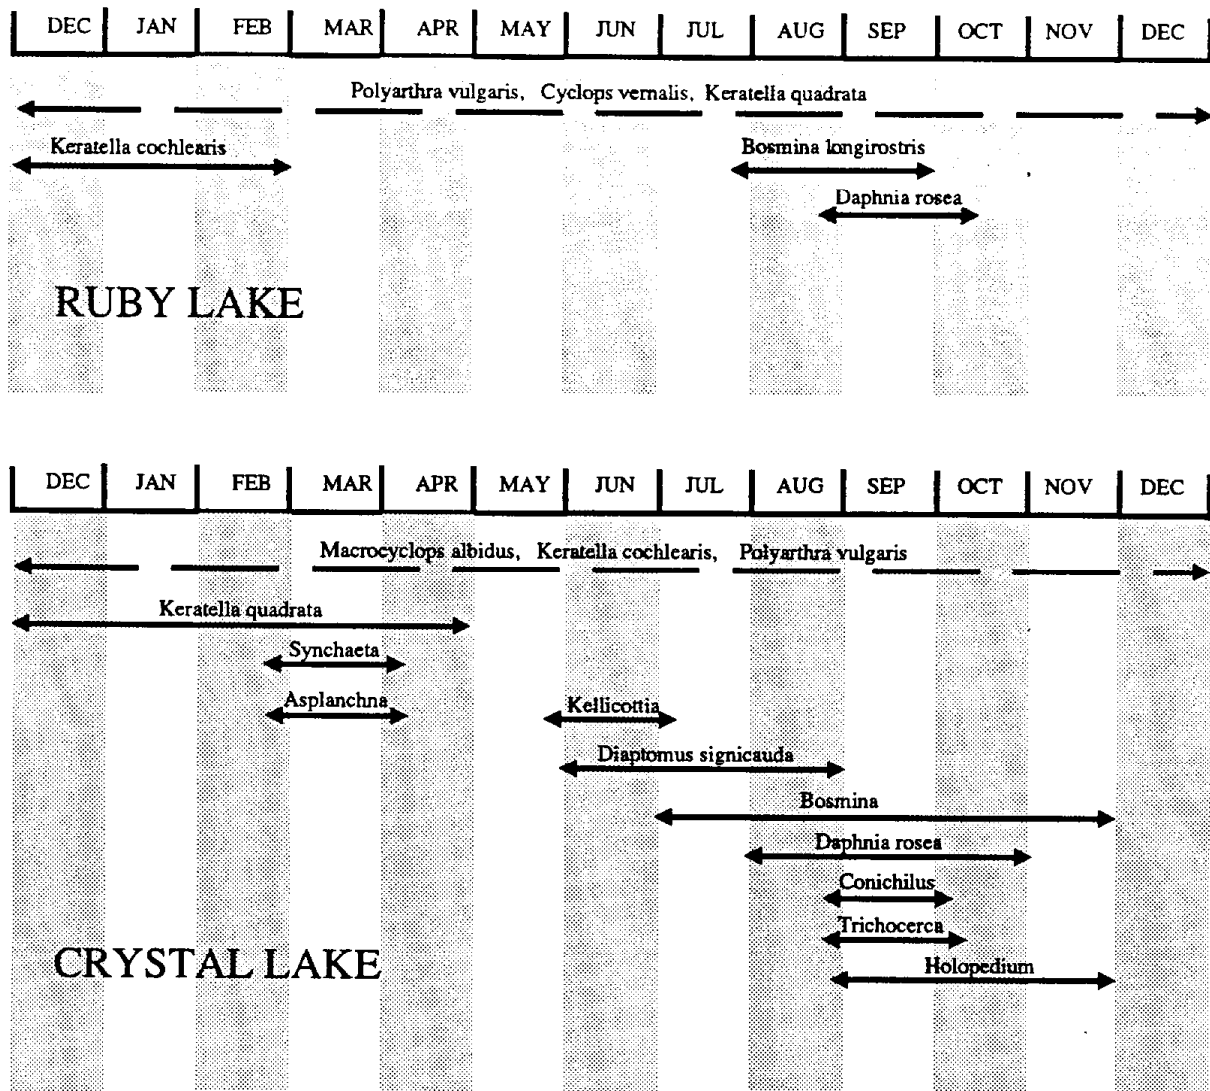 DEC JAN FEB MAR APR MAY JUN JUL AUG SEP OCT NOV DEC
Polyarthra vulgaris, Cyclops vernalis, Keratella quadrata
Keratella cochlearis
Bosmina longirostris
Daphnia rosea
RUBY LAKE
DEC JAN FEB MAR APR MAY JUN JUL AUG SEP OCT NOV DEC
Macrocyclops albidus, Keratella cochlearis, Polyarthra vulgaris
Keratella quadrata
Synchaeta
Asplanchna
Kellicottia
Diaptomus signicauda
Bosmina
Daphnia rosea
Conichilus
Trichocerca
CRYSTAL LAKE
Holopedium